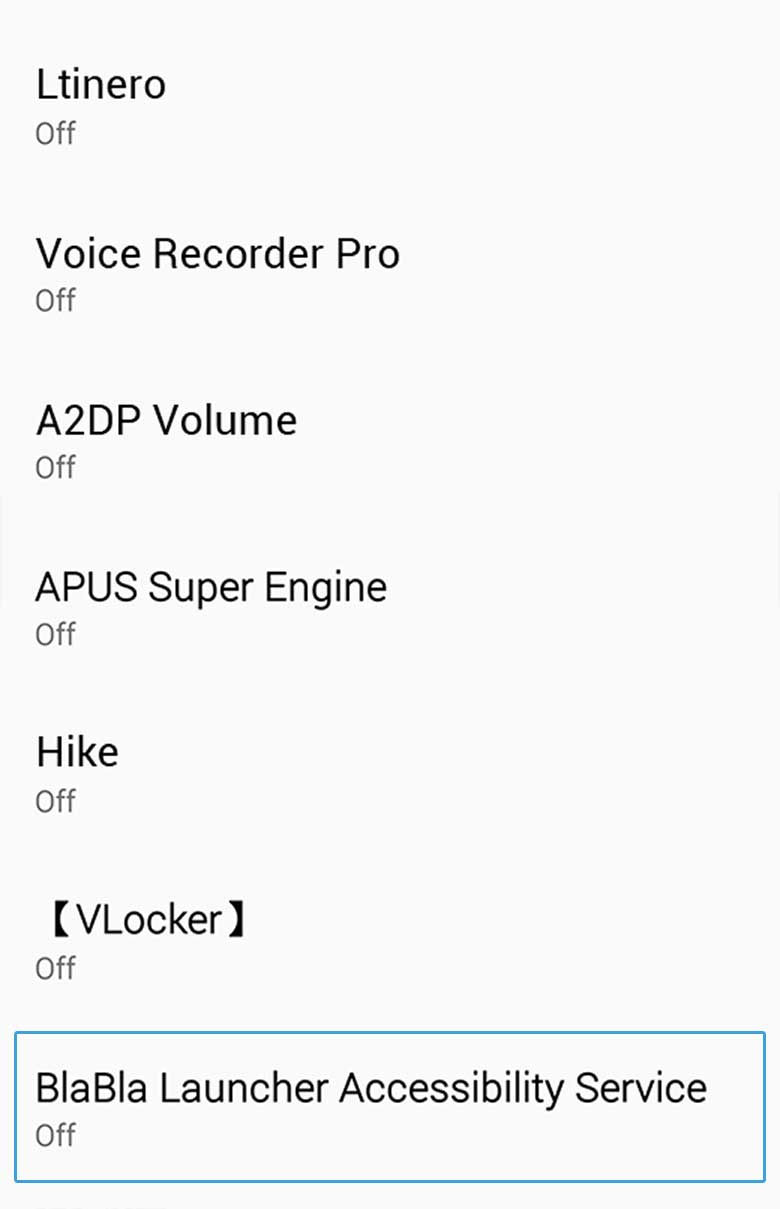 Ltinero
Off
Voice Recorder Pro
Off
A2DP Volume
Off
APUS Super Engine
Off
Hike
Off
【VLocker】
Off
BlaBla Launcher Accessibility Service
Off